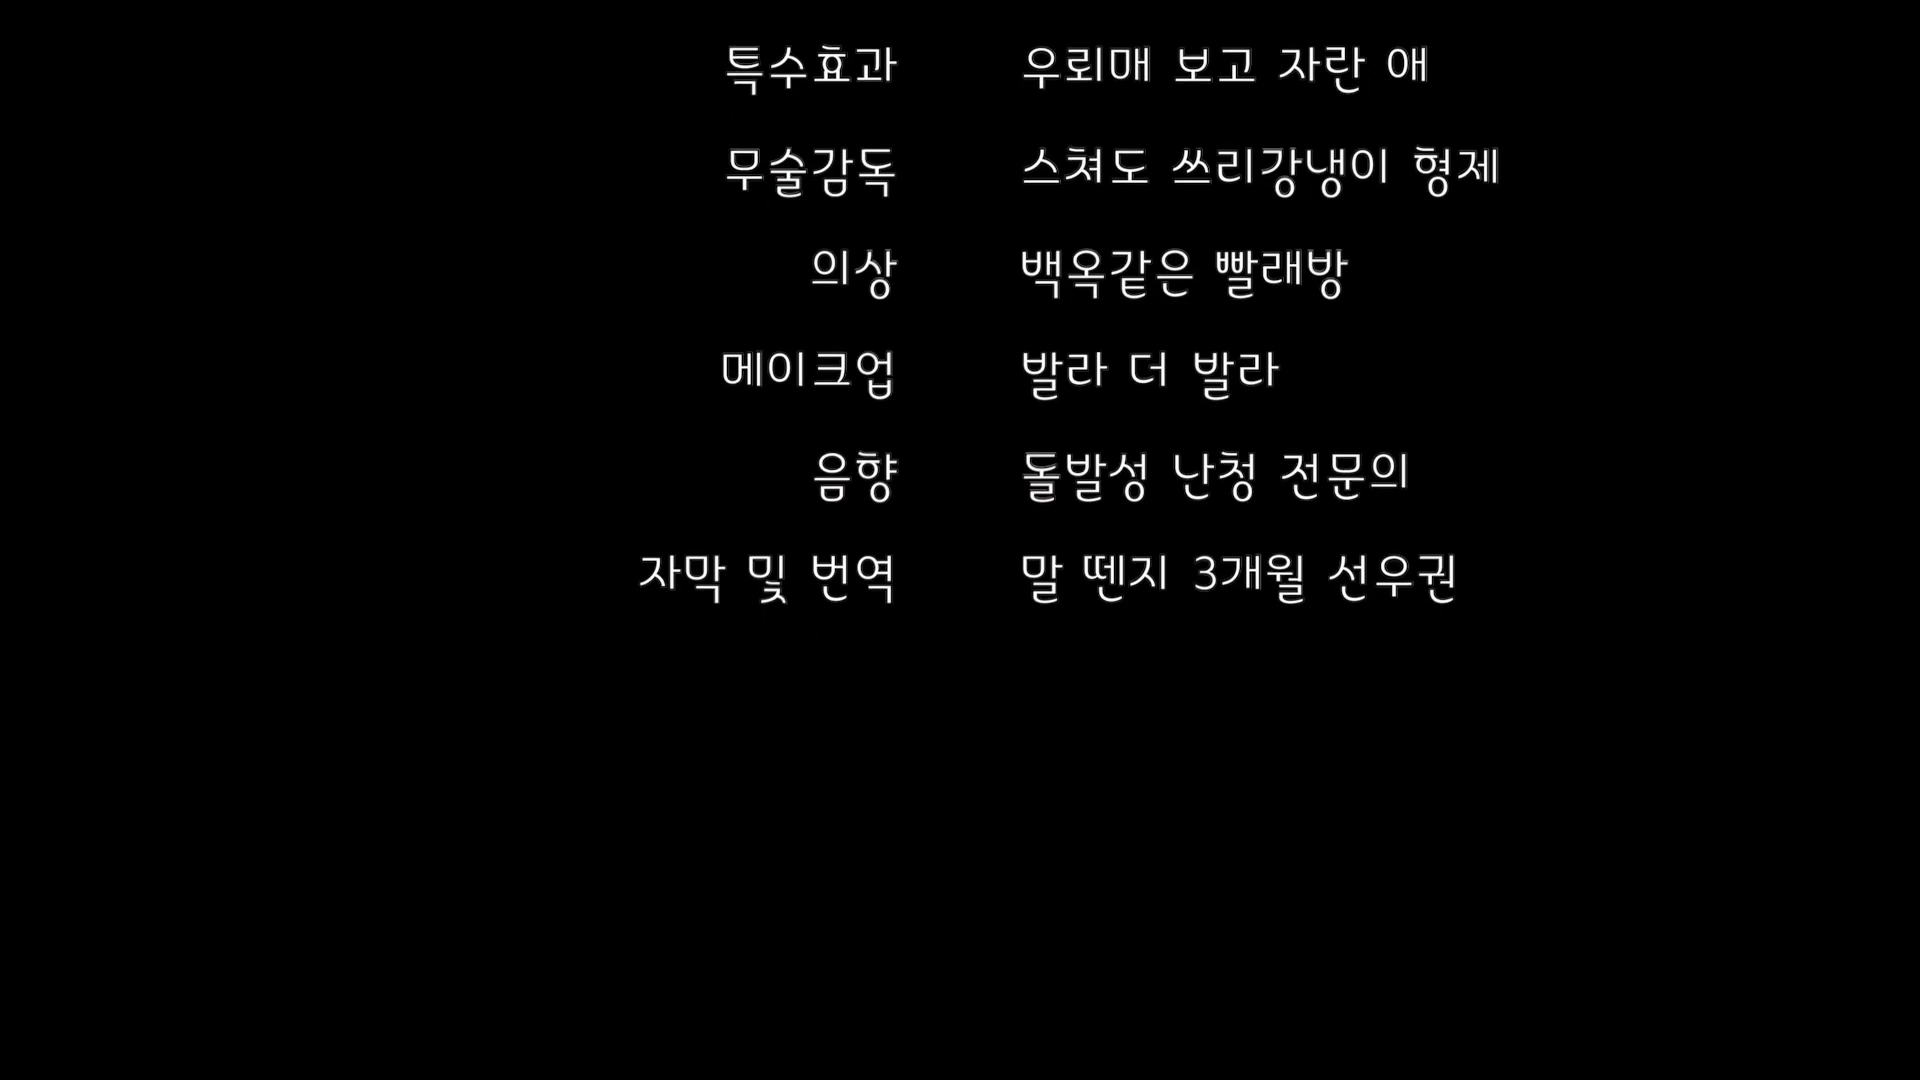 특수효과 우뢰매 보고 자란 애
무술감독 스쳐도 쓰리강냉이 형제
의상 백옥같은 빨래방
메이크업 발라 더 발라
음향 돌발성 난청 전문의
자막 및 번역 말 뗀지 3개월 선우권